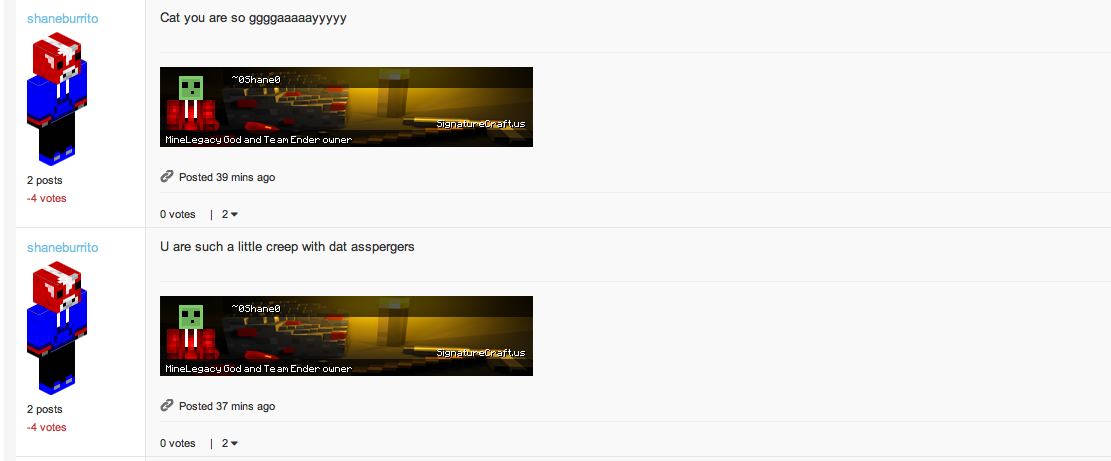 shaneburrito
Cat you are so ggggaaaaayyyyy
~0Shane0
SignatureCraft.us
MineLegacy God and Team Ender owner
2 posts
Posted 39 mins ago
-4 votes
0 votes | 2
shaneburrito
U are such a little creep with dat asspergers
~0Shane0
SignatureCraft.us
MineLegacy God and Team Ender owner
2 posts
Posted 37 mins ago
-4 votes
0 votes | 2